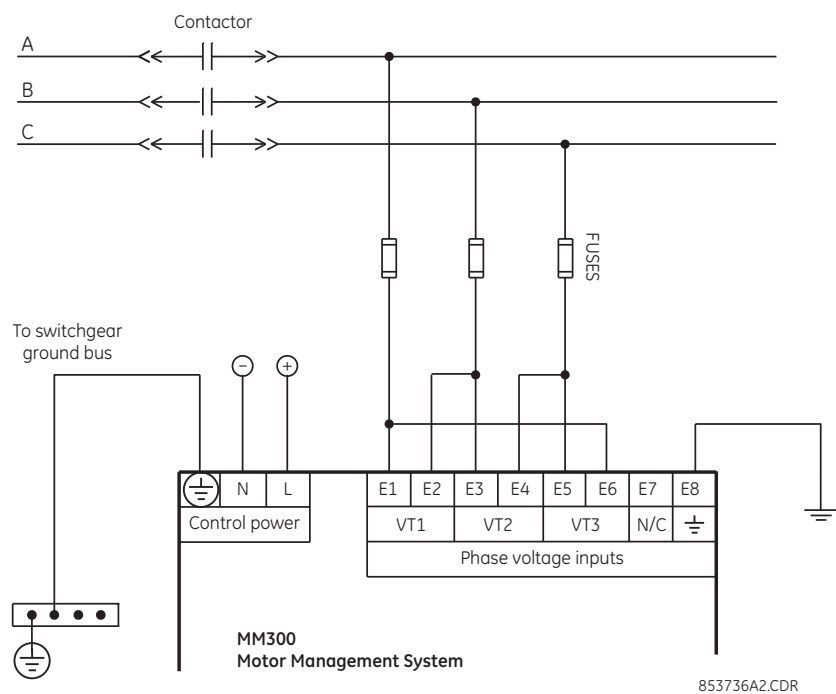 Contactor
A
B
C
FUSES
To switchgear
ground bus
−
+
N
L
E1
E2
E3
E4
E5
E6
E7
E8
Control power
VT1
VT2
VT3
N/C
Phase voltage inputs
MM300
Motor Management System
853736A2.CDR